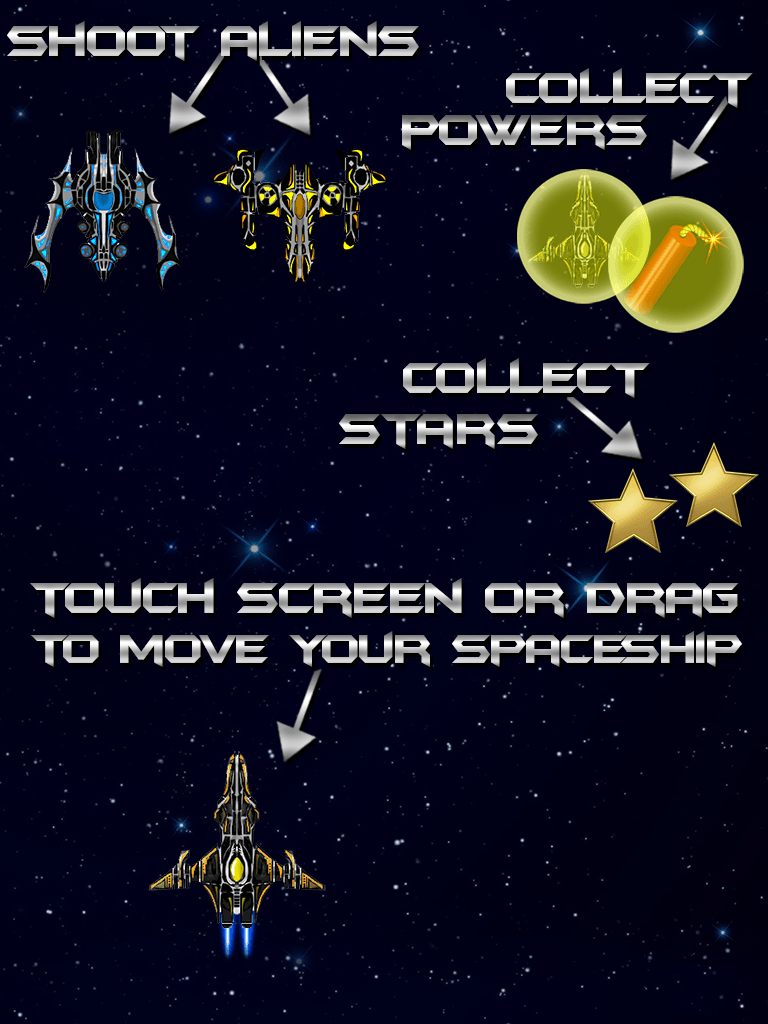 SHOOT ALIENS
COLLECT
POWERS
COLLECT
STARS
TOUCH SCREEN OR DRAG
TO MOVE YOUR SPACESHIP